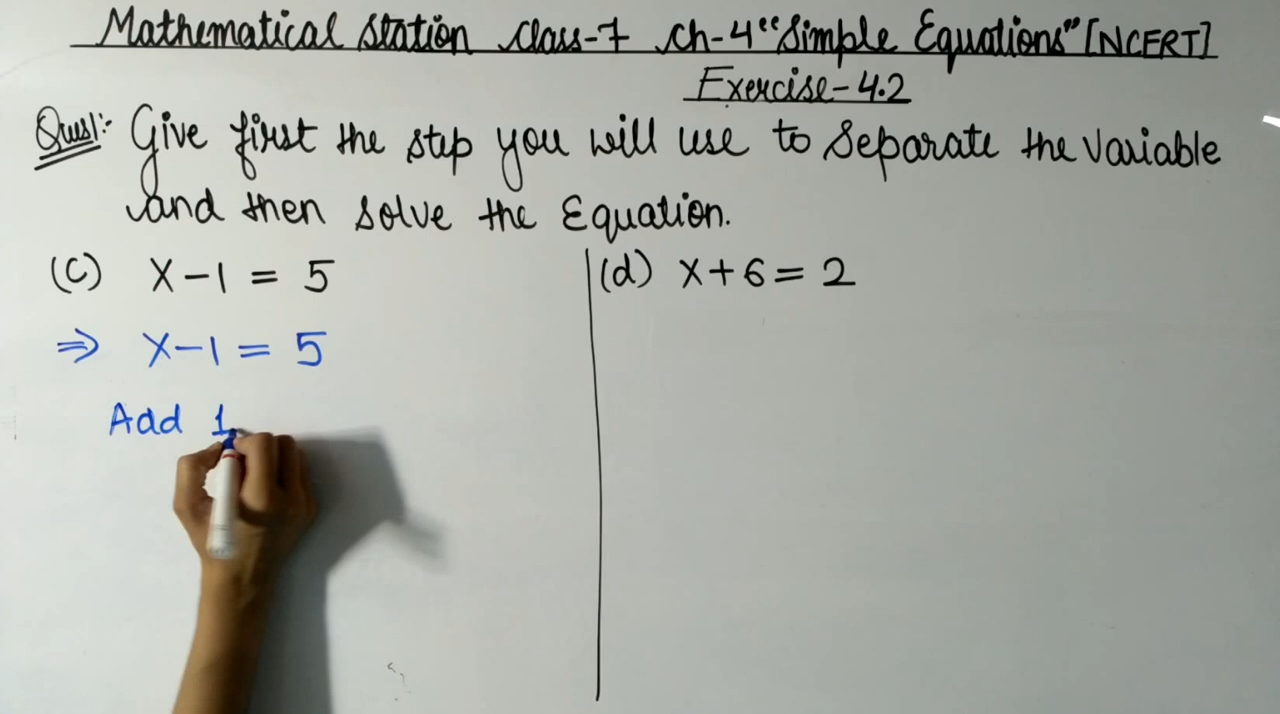 Mathematical Station Class-7 Ch-4 "Simple Equations" [NCERT]
Exercise-4.2
Ques1:- Give first the step you will use to Separate the Variable
and then solve the Equation.
(C) X-1 = 5
(d) X+6 = 2
⇒ X-1 = 5
Add 1